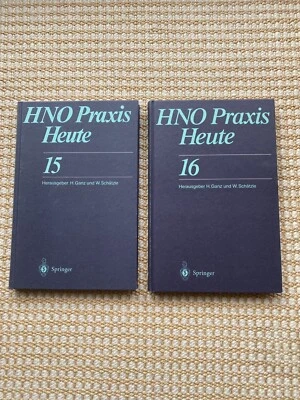 HNO Praxis
Heute
15
Herausgeber H.Ganz und W.Schätzle
Springer
HNO Praxis
Heute
16
Herausgeber H.Ganz und W.Schätzle
Springer